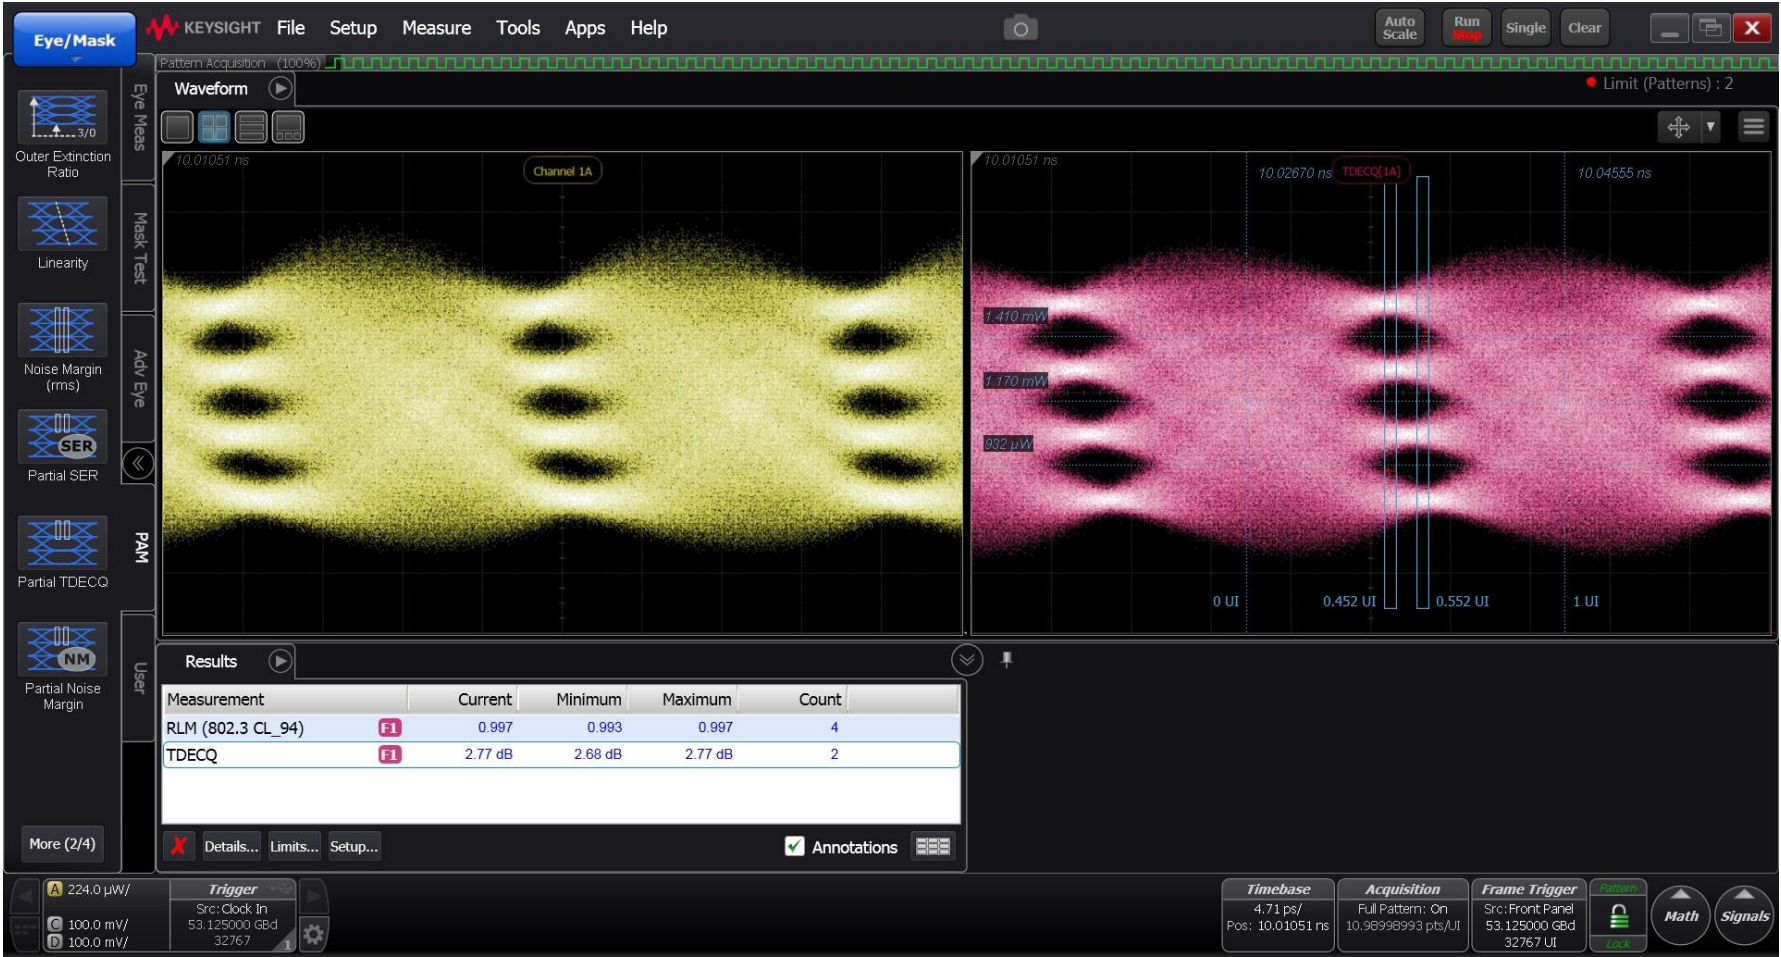 Eye/Mask
KEYSIGHT File Setup Measure Tools Apps Help
Auto Scale
Run Stop
Single
Clear
Pattern Acquisition (100%)
Waveform
Limit (Patterns) : 2
Eye Meas
Mask Test
Adv Eye
PAM
User
3/0
Outer Extinction
Ratio
Linearity
Noise Margin
(rms)
SER
Partial SER
Partial TDECQ
NM
Partial Noise
Margin
More (2/4)
10.01051 ns
Channel 1A
10.01051 ns
10.02670 ns
TDECQ[1A]
10.04555 ns
1.410 mW
1.170 mW
932 µW
0 UI
0.452 UI
0.552 UI
1 UI
Results
Measurement Current Minimum Maximum Count
RLM (802.3 CL_94) F1 0.997 0.993 0.997 4
TDECQ F1 2.77 dB 2.68 dB 2.77 dB 2
Details... Limits... Setup...
Annotations
A 224.0 µW/
C 100.0 mV/
D 100.0 mV/
Trigger
Src: Clock In
53.125000 GBd
32767
1
Timebase
4.71 ps/
Pos: 10.01051 ns
Acquisition
Full Pattern: On
10.98998993 pts/UI
Frame Trigger
Src: Front Panel
53.125000 GBd
32767 UI
Pattern
Lock
Math
Signals